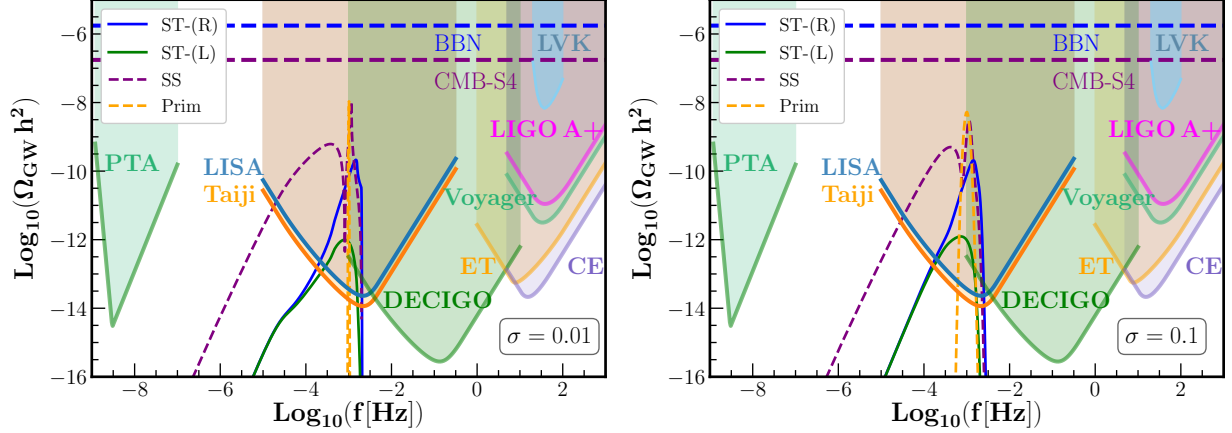 Log₁₀(Ω_GW h²)
−6
−8
−10
−12
−14
−16
ST-(R)
ST-(L)
SS
Prim
BBN
LVK
CMB-S4
LIGO A+
PTA
LISA
Taiji
Voyager
ET
CE
DECIGO
σ = 0.01
−8 −6 −4 −2 0 2
Log₁₀(f[Hz])
Log₁₀(Ω_GW h²)
−6
−8
−10
−12
−14
−16
ST-(R)
ST-(L)
SS
Prim
BBN
LVK
CMB-S4
LIGO A+
PTA
LISA
Taiji
Voyager
ET
CE
DECIGO
σ = 0.1
−8 −6 −4 −2 0 2
Log₁₀(f[Hz])